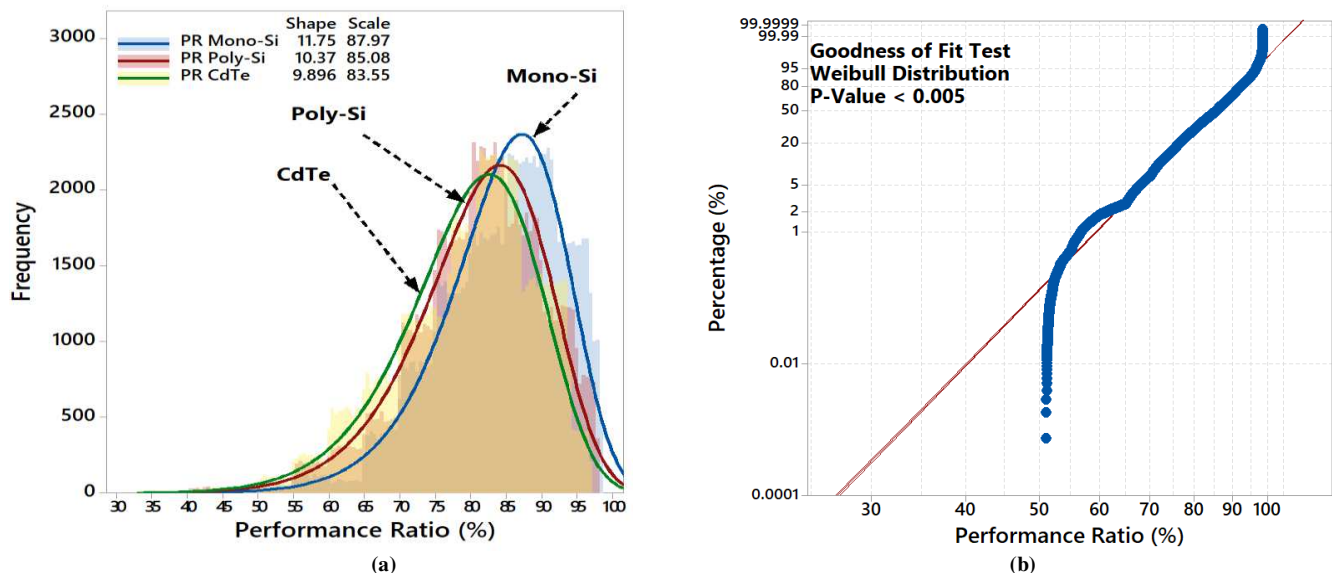 Shape Scale
PR Mono-Si 11.75 87.97
PR Poly-Si 10.37 85.08
PR CdTe 9.896 83.55
Mono-Si
Poly-Si
CdTe
Frequency
3000
2500
2000
1500
1000
500
0
30 35 40 45 50 55 60 65 70 75 80 85 90 95 100
Performance Ratio (%)
(a)
Goodness of Fit Test
Weibull Distribution
P-Value < 0.005
Percentage (%)
99.9999
99.99
95
80
50
20
5
2
1
0.01
0.0001
30 40 50 60 70 80 90 100
Performance Ratio (%)
(b)